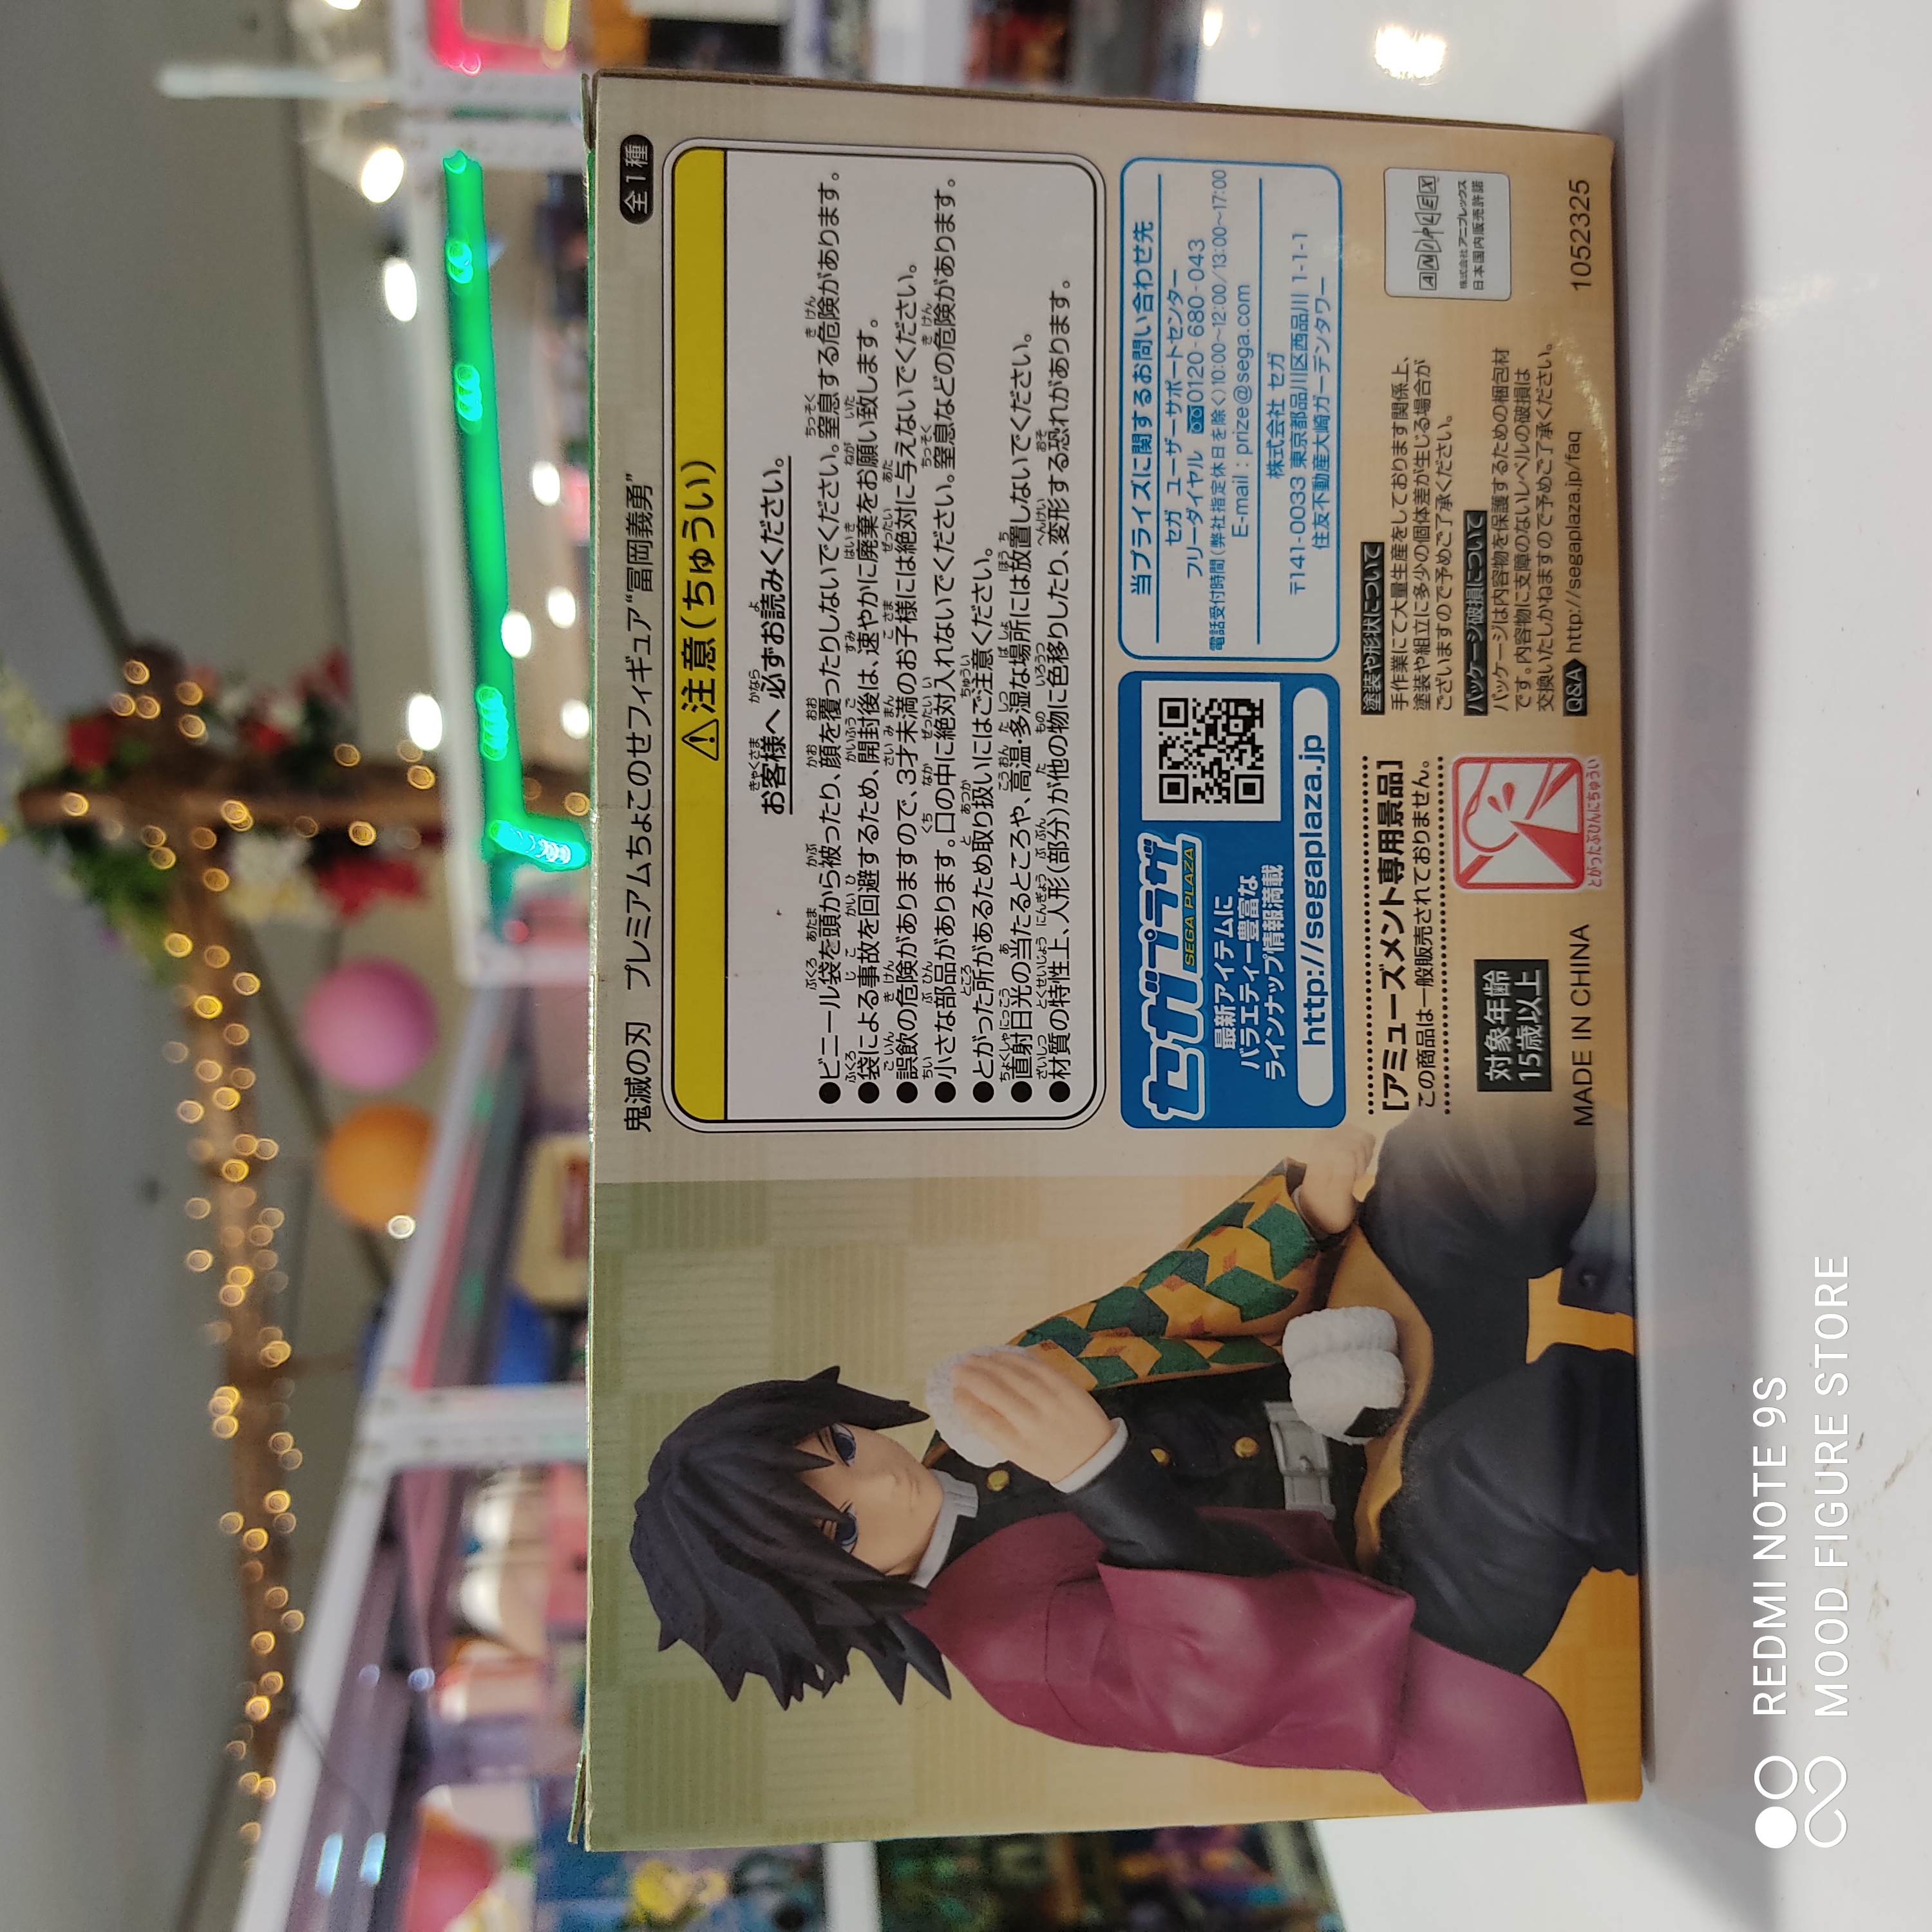 鬼滅の刃 プレミアムちょこのせフィギュア“冨岡義勇”
全1種
⚠注意(ちゅうい)
お客様へ 必ずお読みください。
●ビニール袋を頭から被ったり、顔を覆ったりしないでください。窒息する危険があります。
●袋による事故を回避するため、開封後は、速やかに廃棄をお願い致します。
●誤飲の危険がありますので、3才未満のお子様には絶対に与えないでください。
●小さな部品があります。口の中に絶対入れないでください。窒息などの危険があります。
●とがった所があるため取り扱いにはご注意ください。
●直射日光の当たるところや、高温・多湿な場所には放置しないでください。
●材質の特性上、人形(部分)が他の物に色移りしたり、変形する恐れがあります。
セガプラザ
SEGA PLAZA
最新アイテムに
バラエティー豊富な
ラインナップ情報満載
http://segaplaza.jp
当プライズに関するお問い合わせ先
セガ ユーザーサポートセンター
フリーダイヤル 0120-680-043
電話受付時間(弊社指定休日を除く)10:00~12:00/13:00~17:00
E-mail : prize@sega.com
株式会社 セガ
〒141-0033 東京都品川区西品川 1-1-1
住友不動産大崎ガーデンタワー
[アミューズメント専用景品]
この商品は一般販売されておりません。
対象年齢
15歳以上
MADE IN CHINA
とがったぶひんにちゅうい
塗装や形状について
手作業にて大量生産をしております関係上、
塗装や組立に多少の個体差が生じる場合が
ございますので予めご了承ください。
パッケージ破損について
パッケージは内容物を保護するための梱包材
です。内容物に支障のないレベルの破損は
交換いたしかねますので予めご了承ください。
Q&A http://segaplaza.jp/faq
ANIPLEX
株式会社アニプレックス
日本国内販売許諾
1052325
REDMI NOTE 9S
MOOD FIGURE STORE